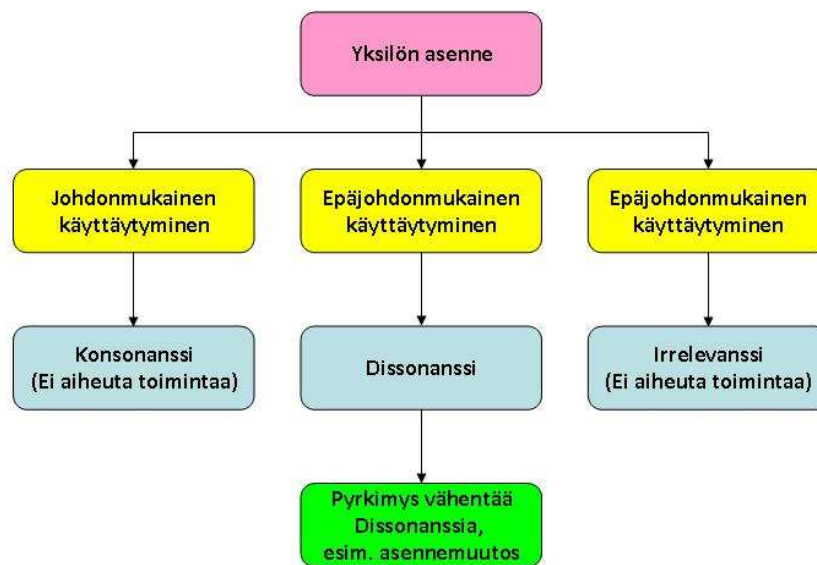 Yksilön asenne
Johdonmukainen
käyttäytyminen
Epäjohdonmukainen
käyttäytyminen
Epäjohdonmukainen
käyttäytyminen
Konsonanssi
(Ei aiheuta toimintaa)
Dissonanssi
Irrelevanssi
(Ei aiheuta toimintaa)
Pyrkimys vähentää
Dissonanssia,
esim. asennemuutos